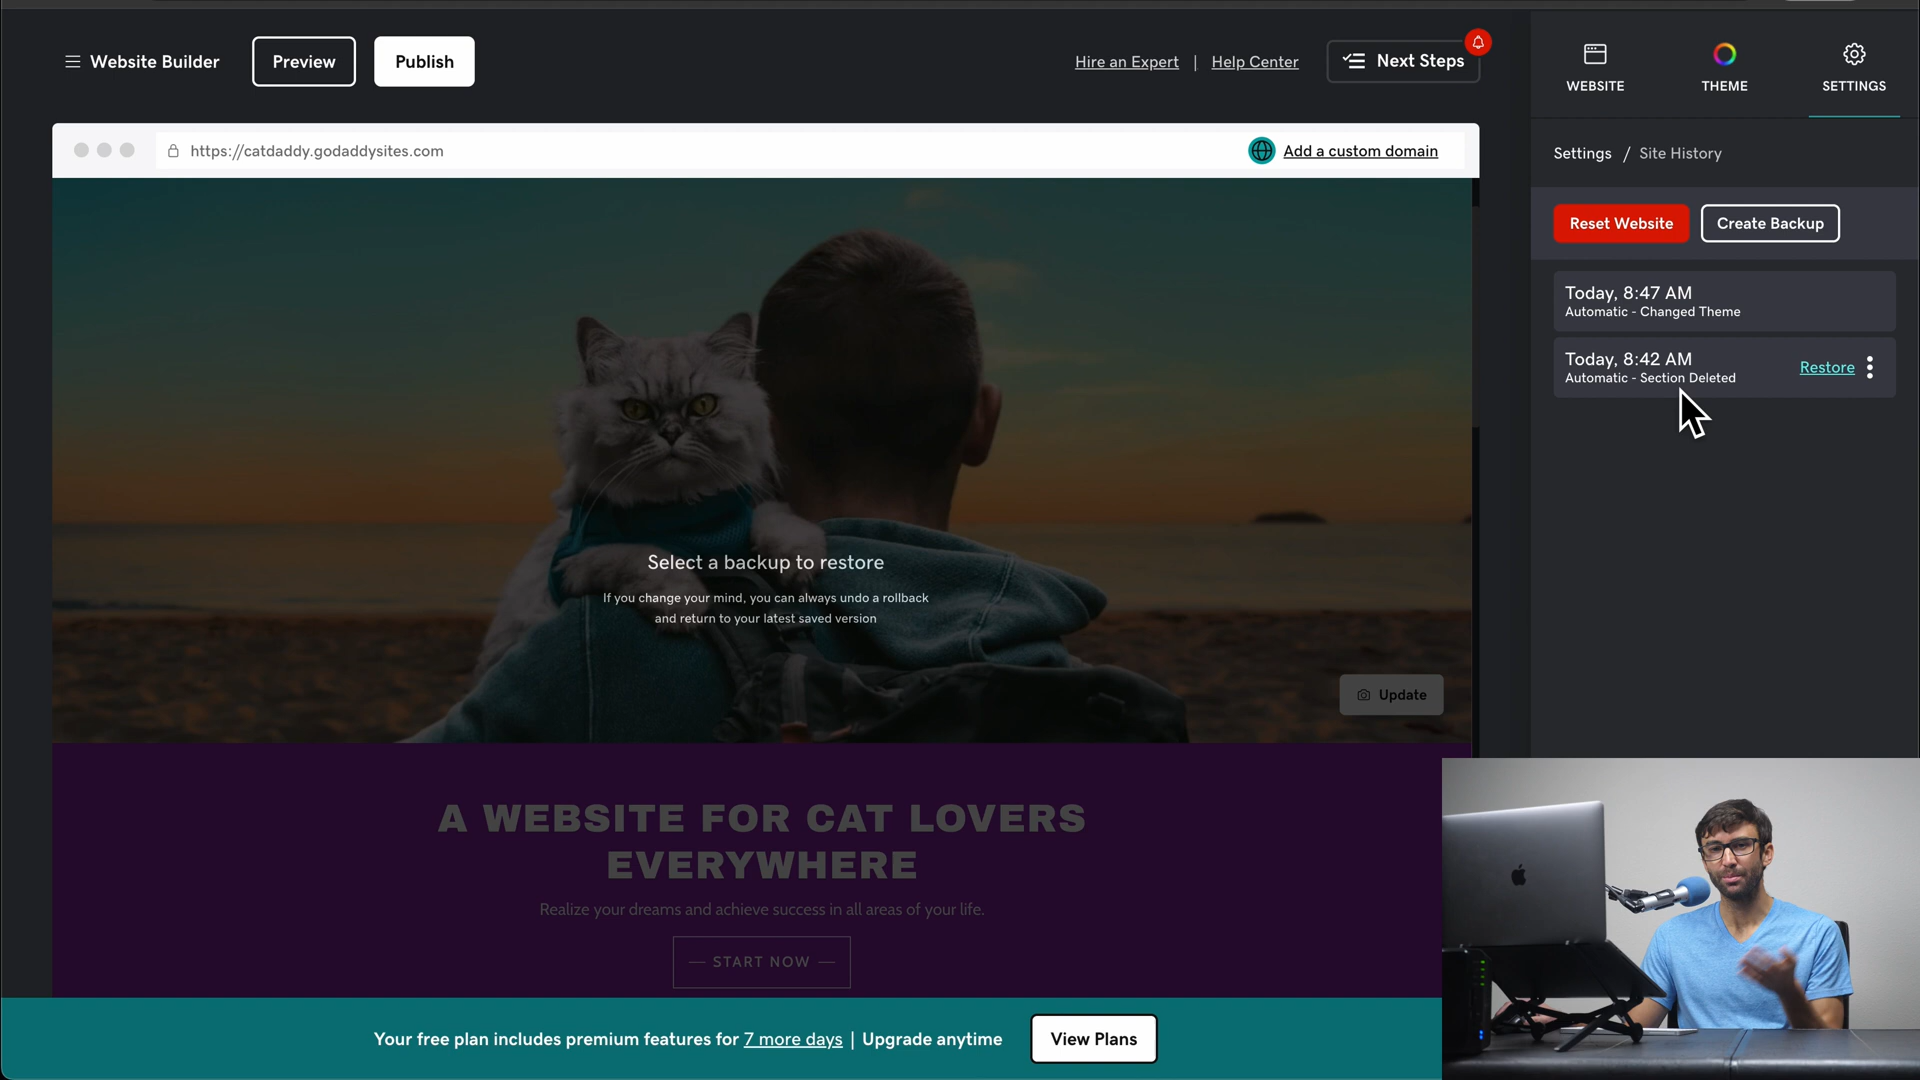 Website Builder
Preview
Publish
Hire an Expert | Help Center
Next Steps
WEBSITE
THEME
SETTINGS
https://catdaddy.godaddysites.com
Add a custom domain
Settings / Site History
Reset Website
Create Backup
Today, 8:47 AM
Automatic - Changed Theme
Today, 8:42 AM
Automatic - Section Deleted
Restore
Select a backup to restore
If you change your mind, you can always undo a rollback
and return to your latest saved version
Update
A WEBSITE FOR CAT LOVERS
EVERYWHERE
Realize your dreams and achieve success in all areas of your life.
— START NOW —
Your free plan includes premium features for 7 more days | Upgrade anytime
View Plans